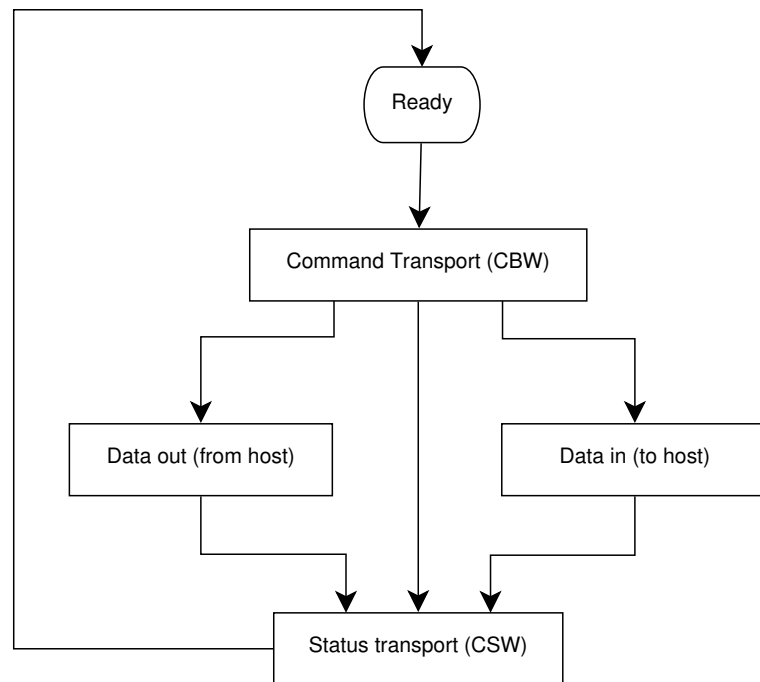 Ready
Command Transport (CBW)
Data out (from host)
Data in (to host)
Status transport (CSW)